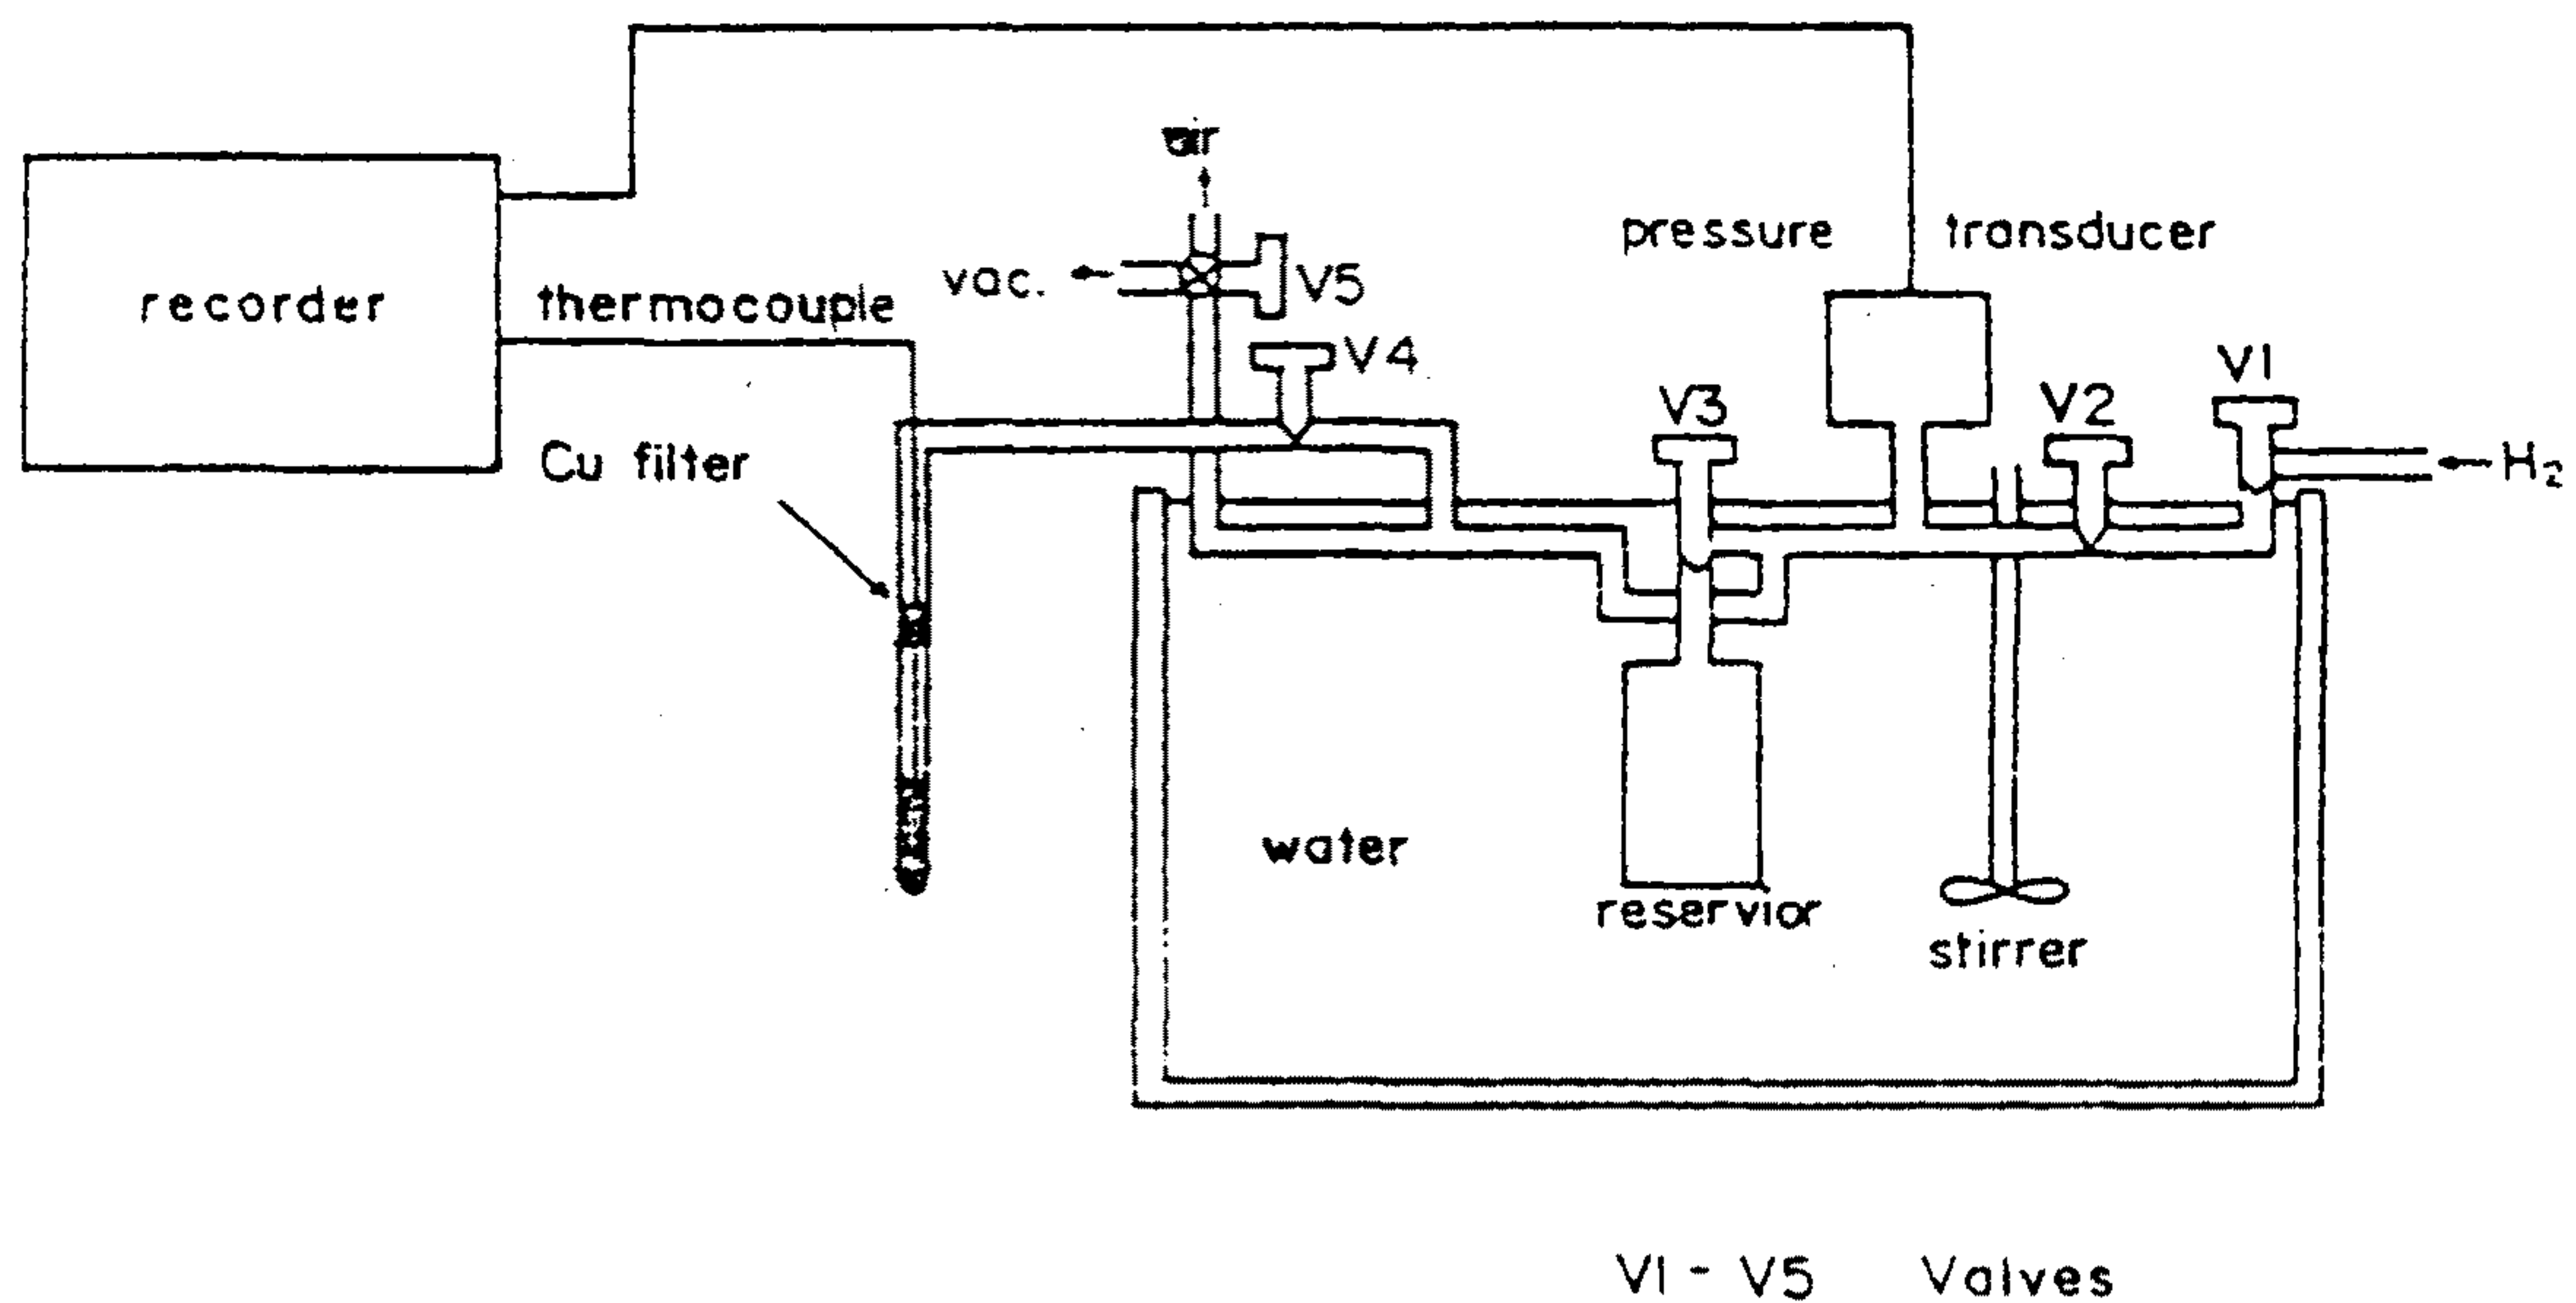 air
pressure transducer
vac.
V5
recorder
thermocouple
V4
V3
V2
V1
Cu filter
H₂
water
reservior
stirrer
V1 - V5 Valves